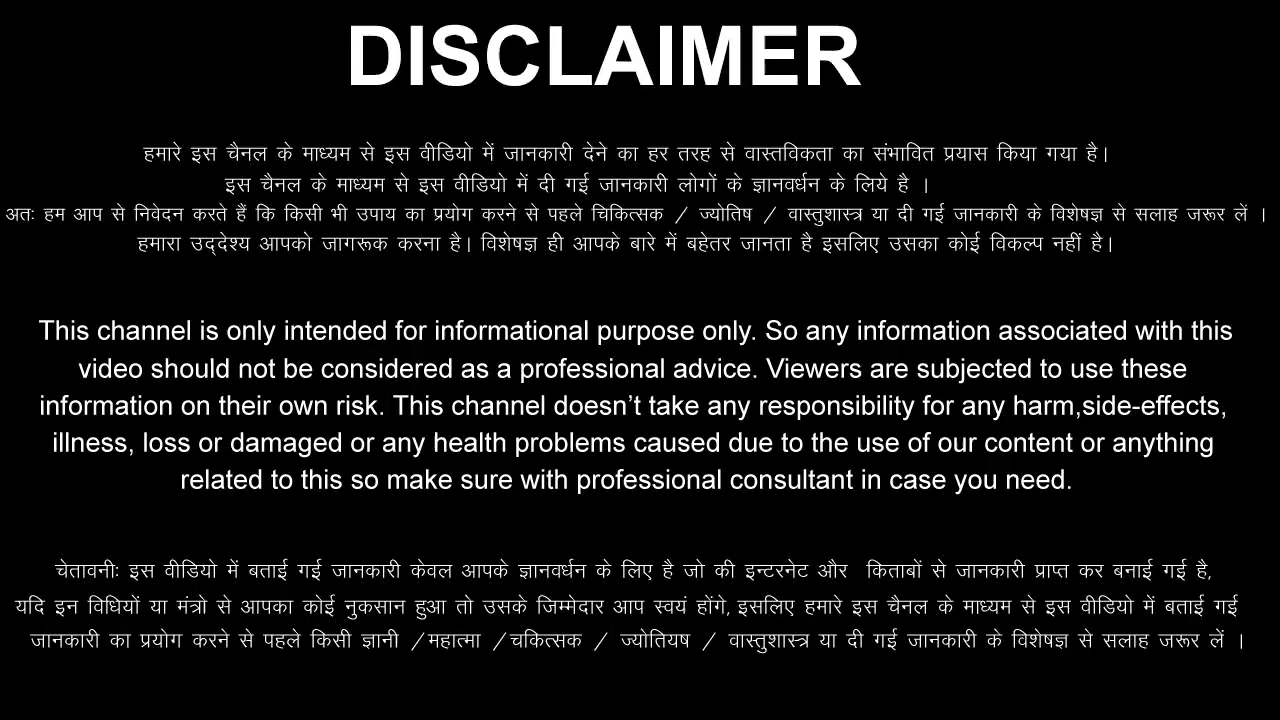 DISCLAIMER
हमारे इस चैनल के माध्यम से इस वीडियो में जानकारी देने का हर तरह से वास्तविकता का संभावित प्रयास किया गया है।
इस चैनल के माध्यम से इस वीडियो में दी गई जानकारी लोगों के ज्ञानवर्धन के लिये है ।
अतः हम आप से निवेदन करते हैं कि किसी भी उपाय का प्रयोग करने से पहले चिकित्सक / ज्योतिष / वास्तुशास्त्र या दी गई जानकारी के विशेषज्ञ से सलाह जरूर लें ।
हमारा उद्देश्य आपको जागरूक करना है। विशेषज्ञ ही आपके बारे में बहेतर जानता है इसलिए उसका कोई विकल्प नहीं है।
This channel is only intended for informational purpose only. So any information associated with this
video should not be considered as a professional advice. Viewers are subjected to use these
information on their own risk. This channel doesn’t take any responsibility for any harm,side-effects,
illness, loss or damaged or any health problems caused due to the use of our content or anything
related to this so make sure with professional consultant in case you need.
चेतावनीः इस वीडियो में बताई गई जानकारी केवल आपके ज्ञानवर्धन के लिए है जो की इन्टरनेट और किताबों से जानकारी प्राप्त कर बनाई गई है,
यदि इन विधियों या मंत्रो से आपका कोई नुकसान हुआ तो उसके जिम्मेदार आप स्वयं होंगे, इसलिए हमारे इस चैनल के माध्यम से इस वीडियो में बताई गई
जानकारी का प्रयोग करने से पहले किसी ज्ञानी /महात्मा /चकित्सक / ज्योतियष / वास्तुशास्त्र या दी गई जानकारी के विशेषज्ञ से सलाह जरूर लें ।